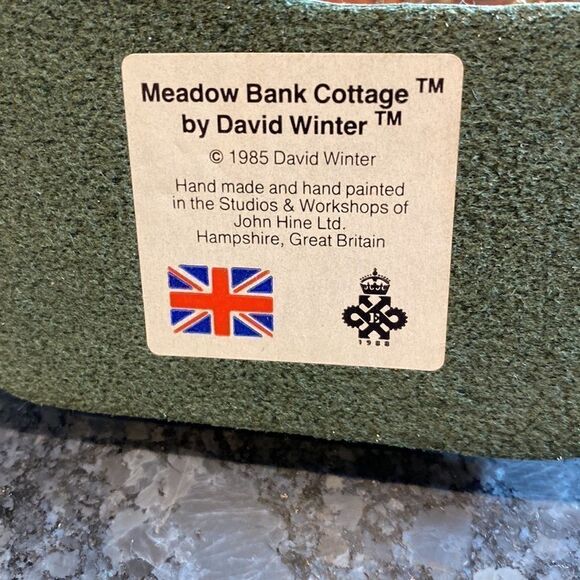 Meadow Bank Cottage ™
by David Winter ™
© 1985 David Winter
Hand made and hand painted
in the Studios & Workshops of
John Hine Ltd.
Hampshire, Great Britain
E
1988